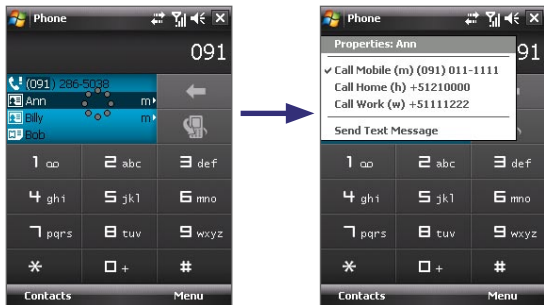 Phone
091
(091) 286-5038
Ann m
Billy m
Bob
1
2 abc
3 def
4 ghi
5 jkl
6 mno
7 pqrs
8 tuv
9 wxyz
*
0 +
#
Contacts Menu
Phone
91
Properties: Ann
Call Mobile (m) (091) 011-1111
Call Home (h) +51210000
Call Work (w) +51111222
Send Text Message
1
2 abc
3 def
4 ghi
5 jkl
6 mno
7 pqrs
8 tuv
9 wxyz
*
0 +
#
Contacts Menu